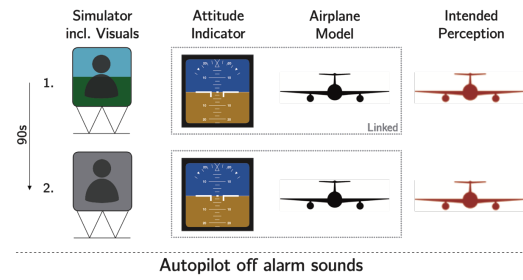 Simulator
incl. Visuals
Attitude
Indicator
Airplane
Model
Intended
Perception
1.
Linked
90s
2.
Autopilot off alarm sounds